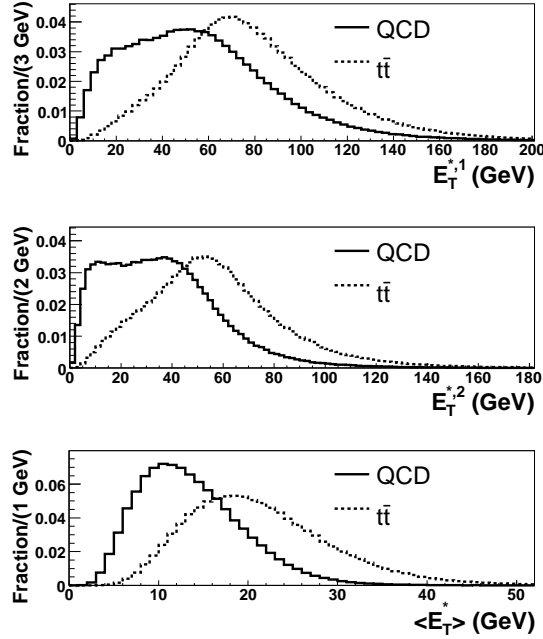 Fraction/(3 GeV)
0.04
0.03
0.02
0.01
0
QCD
tt̄
0 20 40 60 80 100 120 140 160 180 200
E_T^{*,1} (GeV)
Fraction/(2 GeV)
0.04
0.03
0.02
0.01
0
QCD
tt̄
0 20 40 60 80 100 120 140 160 180
E_T^{*,2} (GeV)
Fraction/(1 GeV)
0.06
0.04
0.02
0
QCD
tt̄
0 10 20 30 40 50
<E_T^*> (GeV)